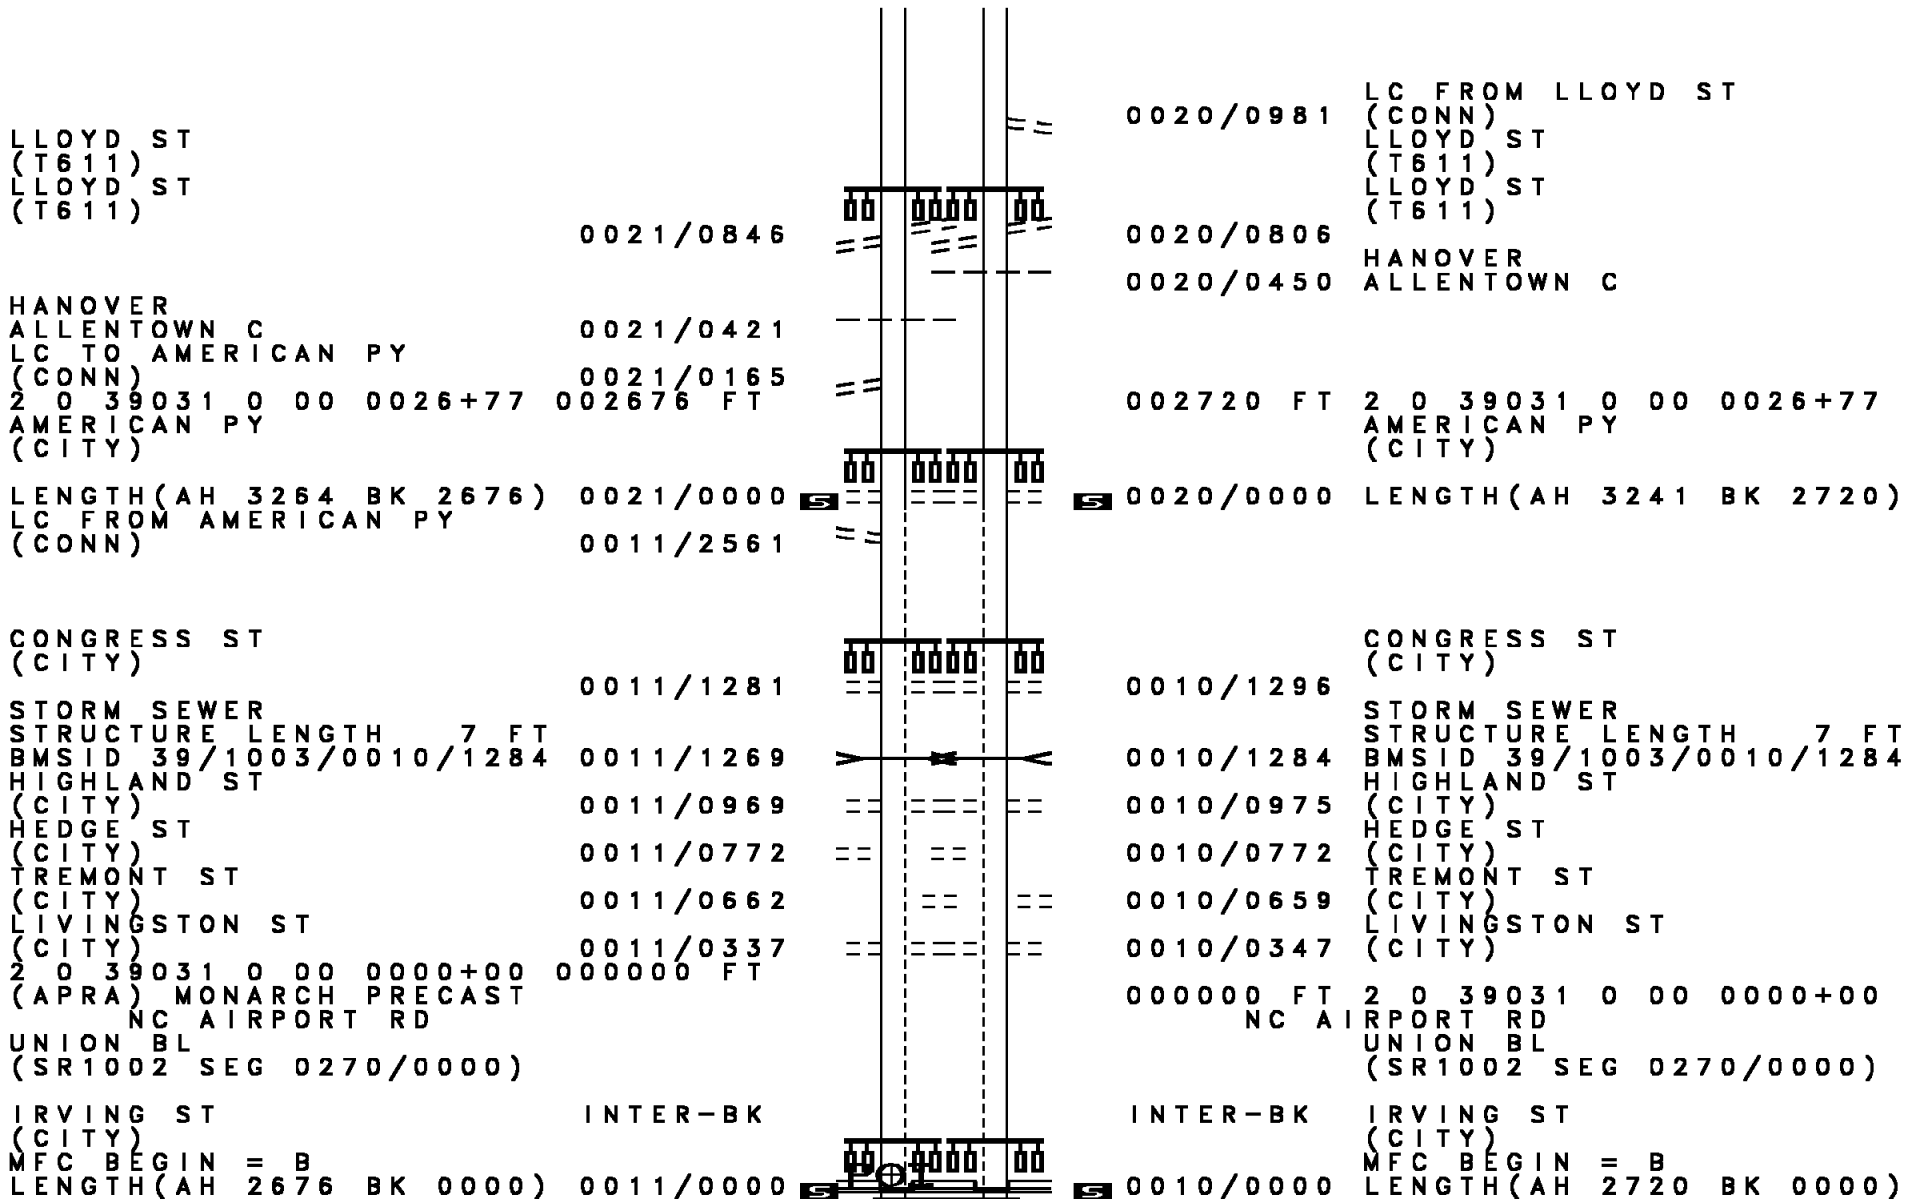 LC FROM LLOYD ST
0020/0981 (CONN)
LLOYD ST LLOYD ST
(T611) (T611)
LLOYD ST LLOYD ST
(T611) (T611)
0021/0846 0020/0806
HANOVER
0020/0450 ALLENTOWN C
HANOVER
ALLENTOWN C 0021/0421
LC TO AMERICAN PY
(CONN) 0021/0165
2 0 39031 0 00 0026+77 002676 FT 002720 FT 2 0 39031 0 00 0026+77
AMERICAN PY AMERICAN PY
(CITY) (CITY)
LENGTH(AH 3264 BK 2676) 0021/0000 S S 0020/0000 LENGTH(AH 3241 BK 2720)
LC FROM AMERICAN PY
(CONN) 0011/2561
CONGRESS ST CONGRESS ST
(CITY) (CITY)
0011/1281 0010/1296
STORM SEWER STORM SEWER
STRUCTURE LENGTH 7 FT STRUCTURE LENGTH 7 FT
BMSID 39/1003/0010/1284 0011/1269 0010/1284 BMSID 39/1003/0010/1284
HIGHLAND ST HIGHLAND ST
(CITY) 0011/0969 0010/0975 (CITY)
HEDGE ST HEDGE ST
(CITY) 0011/0772 0010/0772 (CITY)
TREMONT ST TREMONT ST
(CITY) 0011/0662 0010/0659 (CITY)
LIVINGSTON ST LIVINGSTON ST
(CITY) 0011/0337 0010/0347 (CITY)
2 0 39031 0 00 0000+00 000000 FT
(APRA) MONARCH PRECAST 000000 FT 2 0 39031 0 00 0000+00
NC AIRPORT RD NC AIRPORT RD
UNION BL UNION BL
(SR1002 SEG 0270/0000) (SR1002 SEG 0270/0000)
IRVING ST INTER-BK INTER-BK IRVING ST
(CITY) (CITY)
MFC BEGIN = B POI MFC BEGIN = B
LENGTH(AH 2676 BK 0000) 0011/0000 S S 0010/0000 LENGTH(AH 2720 BK 0000)